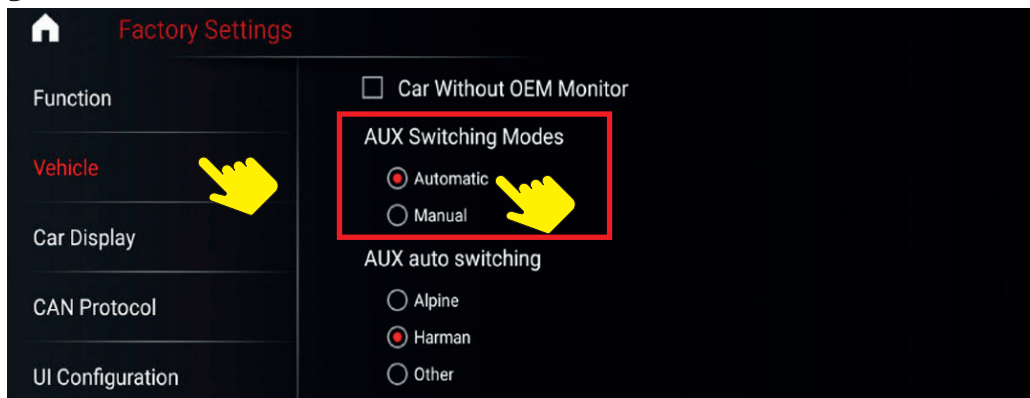 Factory Settings
Function
Vehicle
Car Display
CAN Protocol
UI Configuration
Car Without OEM Monitor
AUX Switching Modes
Automatic
Manual
AUX auto switching
Alpine
Harman
Other